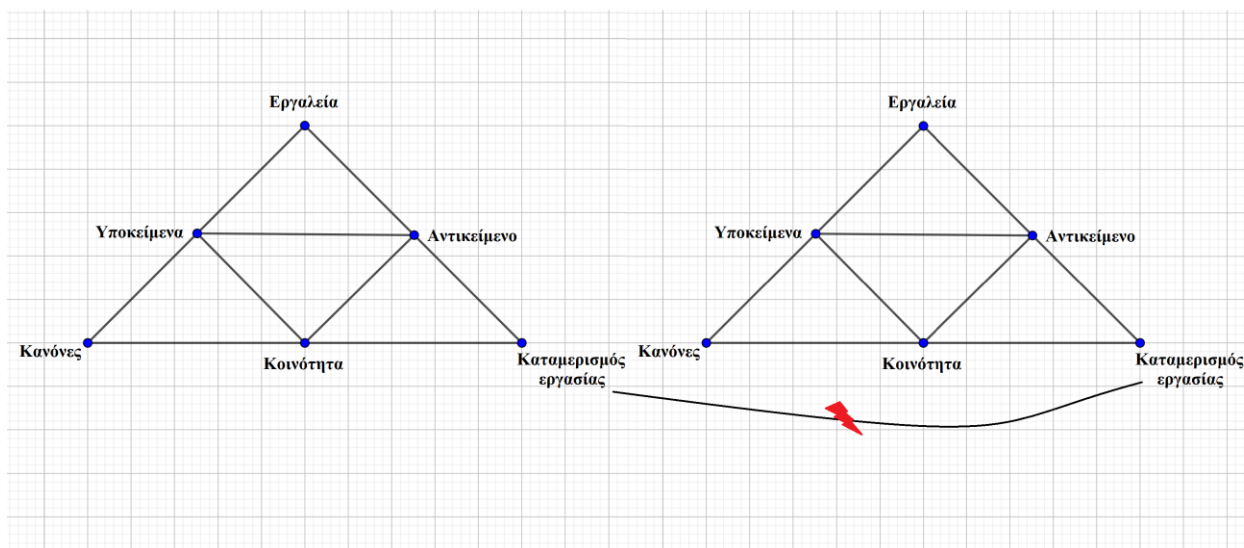 Εργαλεία
Εργαλεία
Υποκείμενα
Αντικείμενο
Υποκείμενα
Αντικείμενο
Κανόνες
Κοινότητα
Καταμερισμός
εργασίας
Κανόνες
Κοινότητα
Καταμερισμός
εργασίας